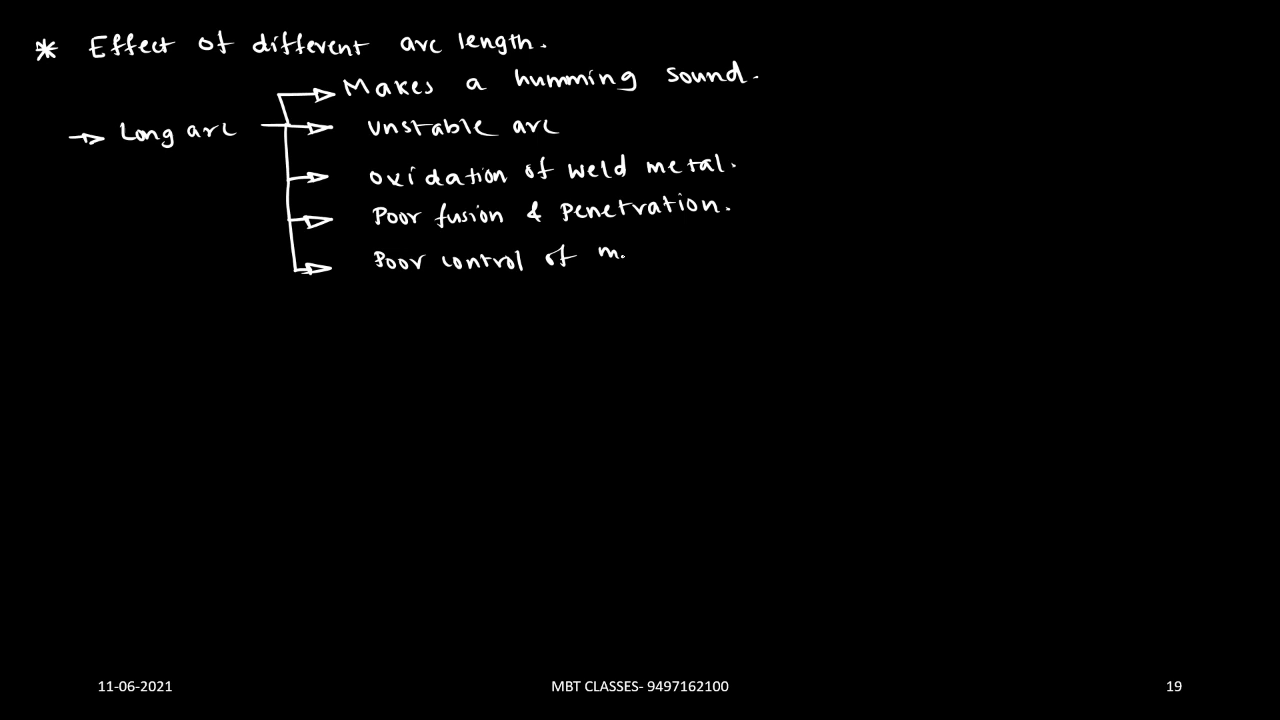 * Effect of different arc length.
→ Long arc
→ Makes a humming sound.
→ unstable arc
→ oxidation of weld metal.
→ Poor fusion & penetration.
→ Poor control of m.
11-06-2021
MBT CLASSES- 9497162100
19